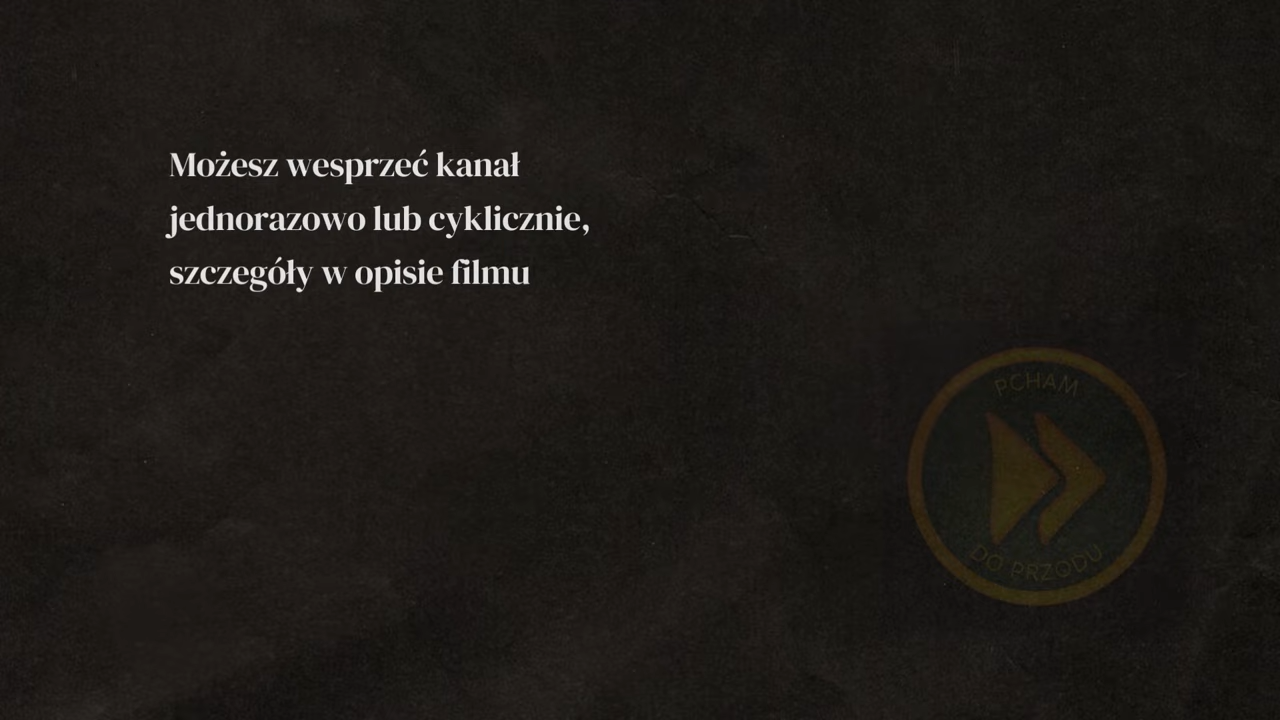 Możesz wesprzeć kanał
jednorazowo lub cyklicznie,
szczegóły w opisie filmu
PCHAM
DO PRZODU